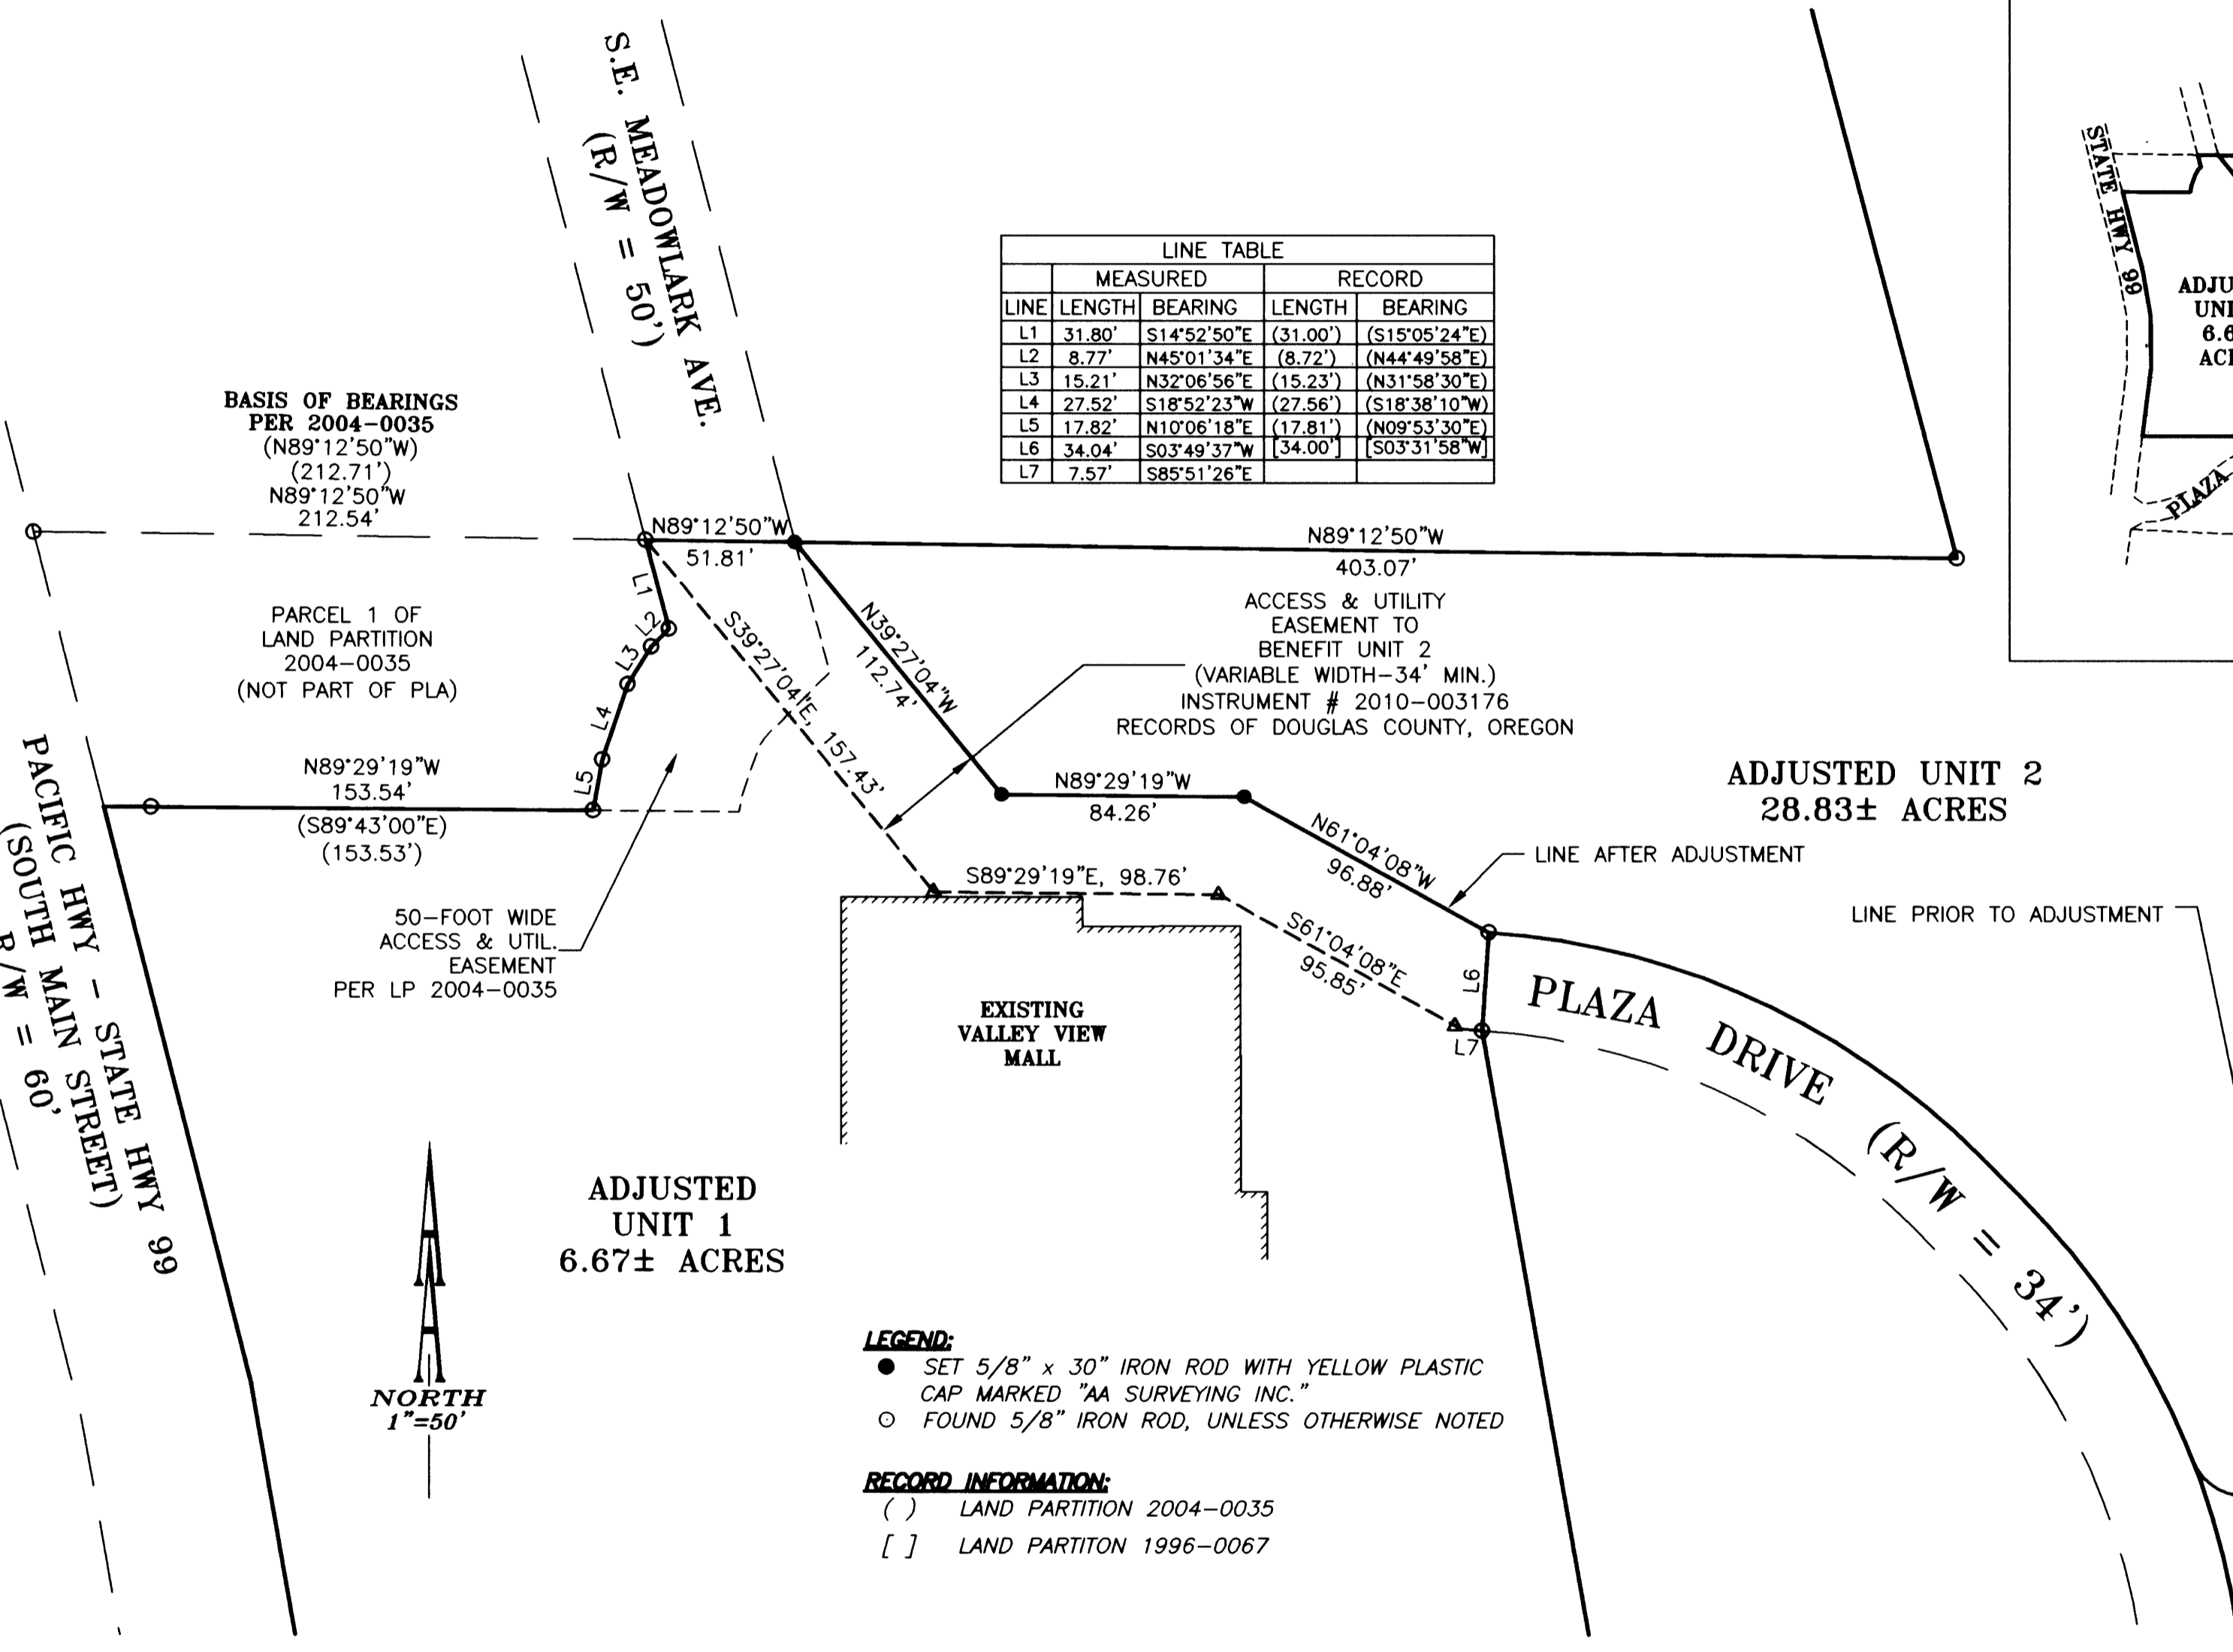 S.E. MEADOWLARK AVE.
(R/W = 50')
LINE TABLE
MEASURED RECORD
LINE LENGTH BEARING LENGTH BEARING
L1 31.80' S14°52'50"E (31.00') (S15°05'24"E)
L2 8.77' N45°01'34"E (8.72') (N44°49'58"E)
L3 15.21' N32°06'56"E (15.23') (N31°58'30"E)
L4 27.52' S18°52'23"W (27.56') (S18°38'10"W)
L5 17.82' N10°06'18"E (17.81') (N09°53'30"E)
L6 34.04' S03°49'37"W [34.00'] [S03°31'58"W]
L7 7.57' S85°51'26"E
STATE HWY 99
ADJU
UNI
6.6
ACI
PLAZA
BASIS OF BEARINGS
PER 2004-0035
(N89°12'50"W)
(212.71')
N89°12'50"W
212.54'
N89°12'50"W
51.81'
N89°12'50"W
403.07'
L1
L2
L3
L4
L5
PARCEL 1 OF
LAND PARTITION
2004-0035
(NOT PART OF PLA)
S39°27'04"E, 157.43'
N39°27'04"W
112.74'
ACCESS & UTILITY
EASEMENT TO
BENEFIT UNIT 2
(VARIABLE WIDTH-34' MIN.)
INSTRUMENT # 2010-003176
RECORDS OF DOUGLAS COUNTY, OREGON
N89°29'19"W
153.54'
(S89°43'00"E)
(153.53')
N89°29'19"W
84.26'
ADJUSTED UNIT 2
28.83± ACRES
N61°04'08"W
96.88'
LINE AFTER ADJUSTMENT
LINE PRIOR TO ADJUSTMENT
S89°29'19"E, 98.76'
S61°04'08"E
95.85'
L6
L7
50-FOOT WIDE
ACCESS & UTIL.
EASEMENT
PER LP 2004-0035
PACIFIC HWY - STATE HWY 99
(SOUTH MAIN STREET)
R/W = 60'
EXISTING
VALLEY VIEW
MALL
PLAZA DRIVE (R/W = 34')
ADJUSTED
UNIT 1
6.67± ACRES
NORTH
1"=50'
LEGEND:
SET 5/8" x 30" IRON ROD WITH YELLOW PLASTIC
CAP MARKED "AA SURVEYING INC."
FOUND 5/8" IRON ROD, UNLESS OTHERWISE NOTED
RECORD INFORMATION:
( ) LAND PARTITION 2004-0035
[ ] LAND PARTITON 1996-0067